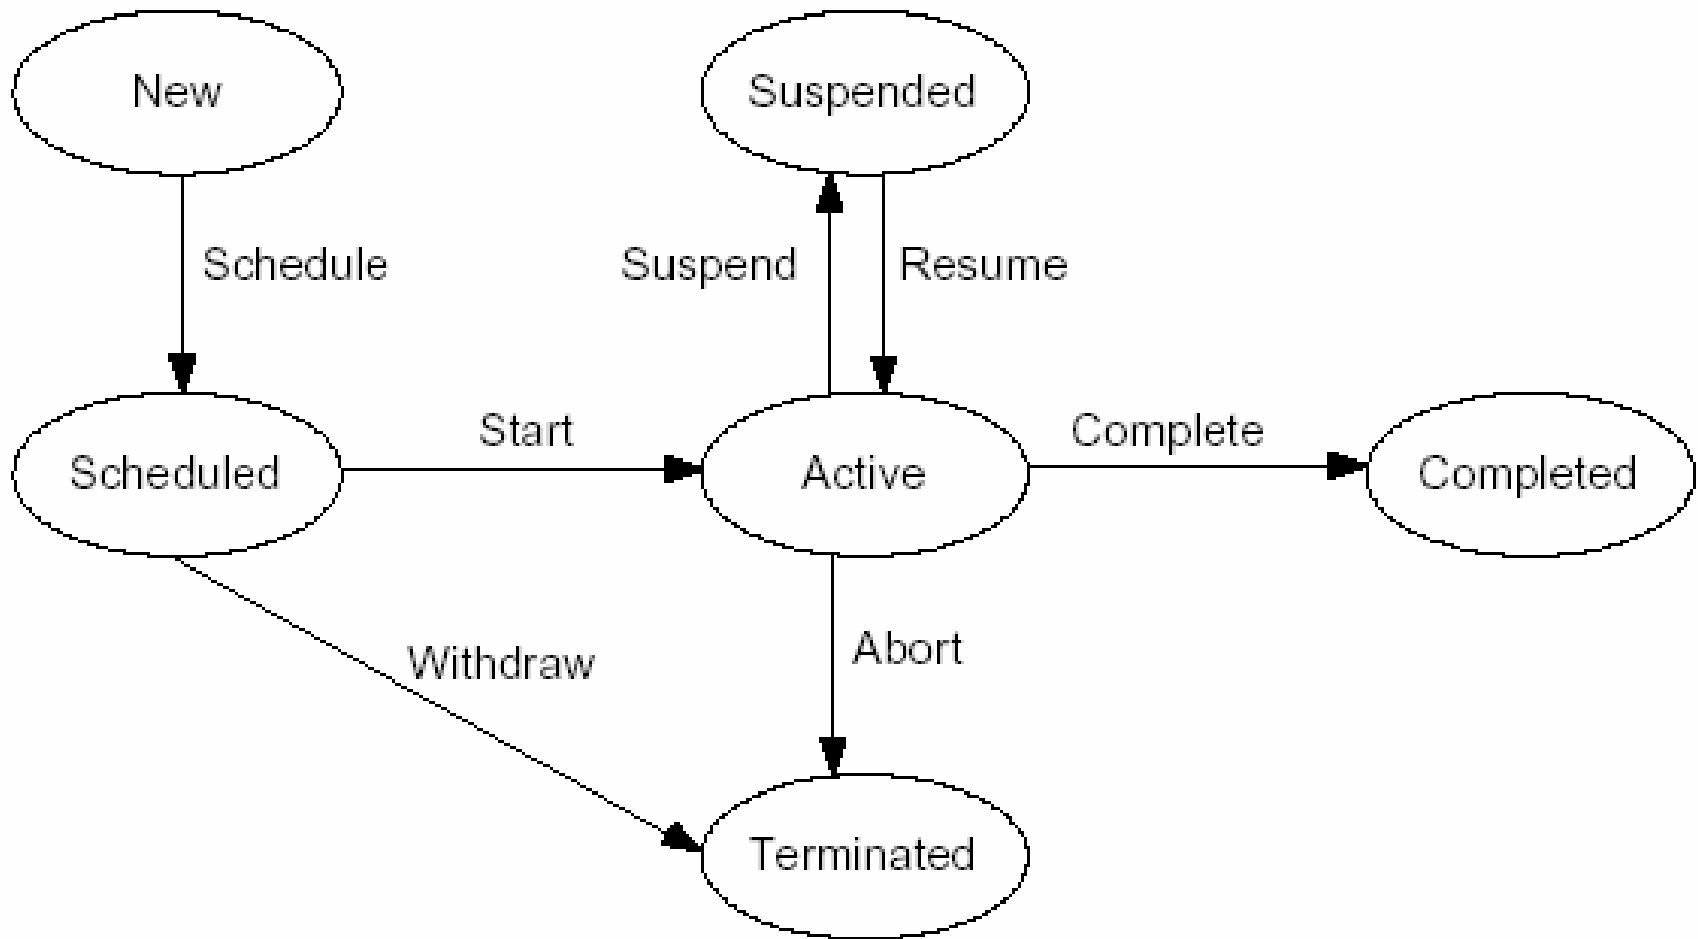 New
Suspended
Schedule
Suspend
Resume
Start
Complete
Scheduled
Active
Completed
Withdraw
Abort
Terminated